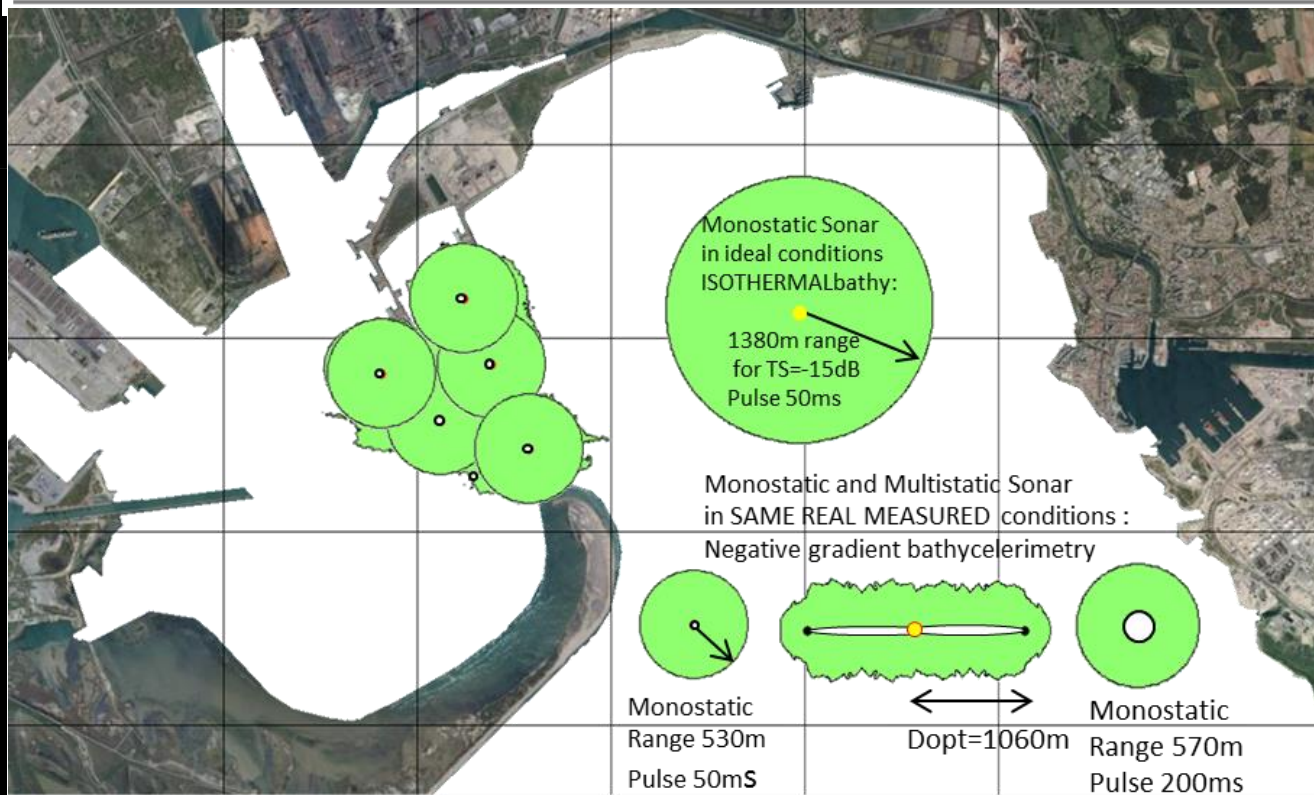 Monostatic Sonar
in ideal conditions
ISOTHERMALbathy:
1380m range
for TS=-15dB
Pulse 50ms
Monostatic and Multistatic Sonar
in SAME REAL MEASURED conditions :
Negative gradient bathycelerimetry
Monostatic
Range 530m
Pulse 50mS
Dopt=1060m
Monostatic
Range 570m
Pulse 200ms